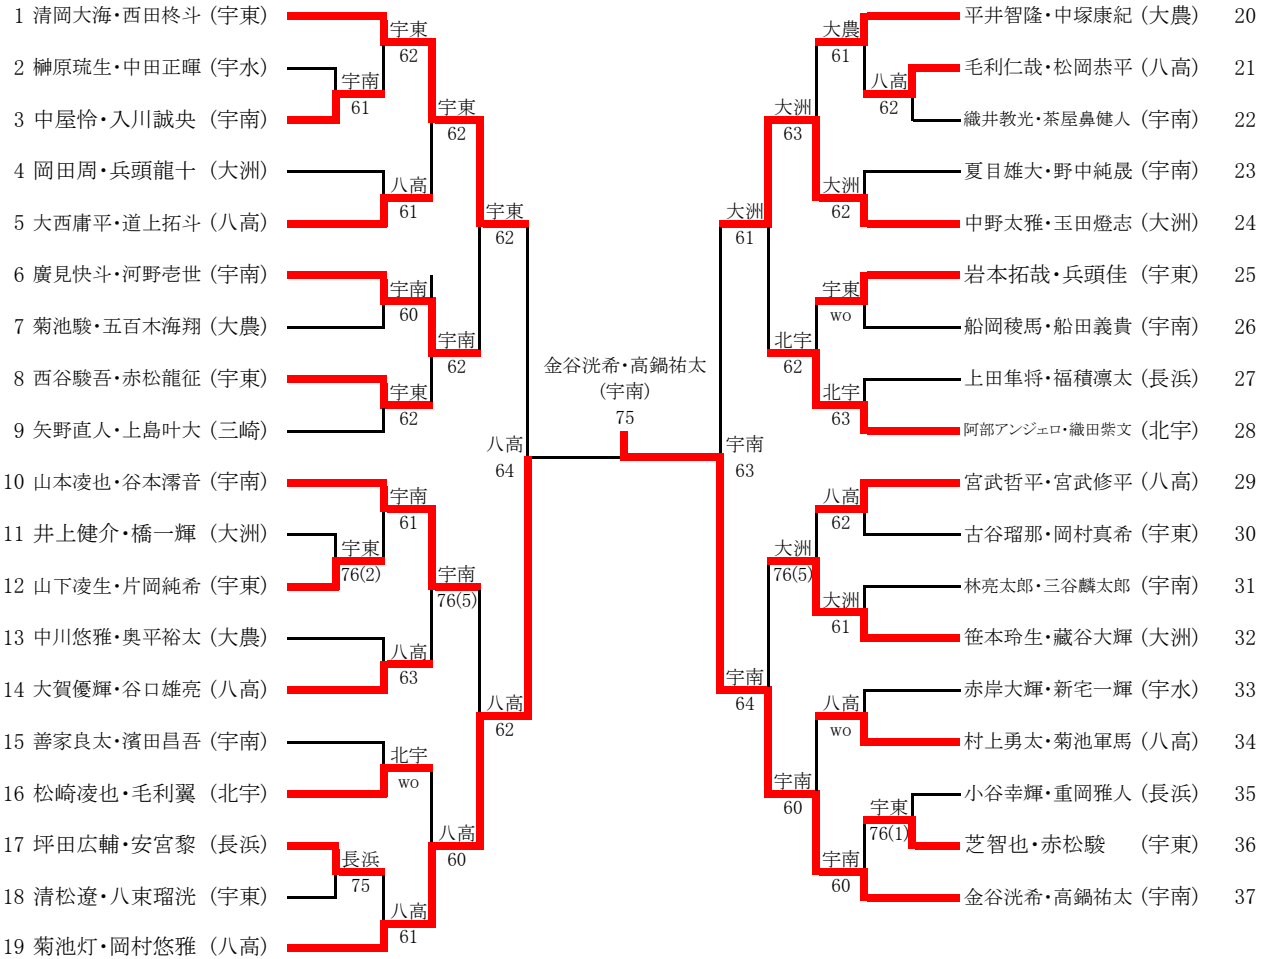 1 清岡大海・西田柊斗 (宇東)
2 榊原琉生・中田正暉 (宇水)
3 中屋怜・入川誠央 (宇南)
4 岡田周・兵頭龍十 (大洲)
5 大西庸平・道上拓斗 (八高)
6 廣見快斗・河野壱世 (宇南)
7 菊池駿・五百木海翔 (大農)
8 西谷駿吾・赤松龍征 (宇東)
9 矢野直人・上島叶大 (三崎)
10 山本凌也・谷本澪音 (宇南)
11 井上健介・橋一輝 (大洲)
12 山下凌生・片岡純希 (宇東)
13 中川悠雅・奥平裕太 (大農)
14 大賀優輝・谷口雄亮 (八高)
15 善家良太・濱田昌吾 (宇南)
16 松崎凌也・毛利翼 (北宇)
17 坪田広輔・安宮黎 (長浜)
18 清松遼・八束瑠洸 (宇東)
19 菊池灯・岡村悠雅 (八高)
宇南
61
宇東
76(2)
長浜
75
宇東
62
八高
61
宇南
60
宇東
62
宇南
61
八高
63
北宇
wo
八高
61
宇東
62
宇南
62
宇南
76(5)
八高
60
宇東
62
八高
62
八高
64
金谷洸希・高鍋祐太
(宇南)
75
宇南
63
大洲
61
宇南
64
大洲
63
北宇
62
大洲
76(5)
宇南
60
大農
61
大洲
62
宇東
wo
北宇
63
八高
62
大洲
61
八高
wo
宇南
60
八高
62
宇東
76(1)
平井智隆・中塚康紀 (大農) 20
毛利仁哉・松岡恭平 (八高) 21
織井教光・茶屋鼻健人 (宇南) 22
夏目雄大・野中純晟 (宇南) 23
中野太雅・玉田燈志 (大洲) 24
岩本拓哉・兵頭佳 (宇東) 25
船岡稜馬・船田義貴 (宇南) 26
上田隼将・福積凛太 (長浜) 27
阿部アンジェロ・織田紫文 (北宇) 28
宮武哲平・宮武修平 (八高) 29
古谷瑠那・岡村真希 (宇東) 30
林亮太郎・三谷麟太郎 (宇南) 31
笹本玲生・藏谷大輝 (大洲) 32
赤岸大輝・新宅一輝 (宇水) 33
村上勇太・菊池軍馬 (八高) 34
小谷幸輝・重岡雅人 (長浜) 35
芝智也・赤松駿 (宇東) 36
金谷洸希・高鍋祐太 (宇南) 37